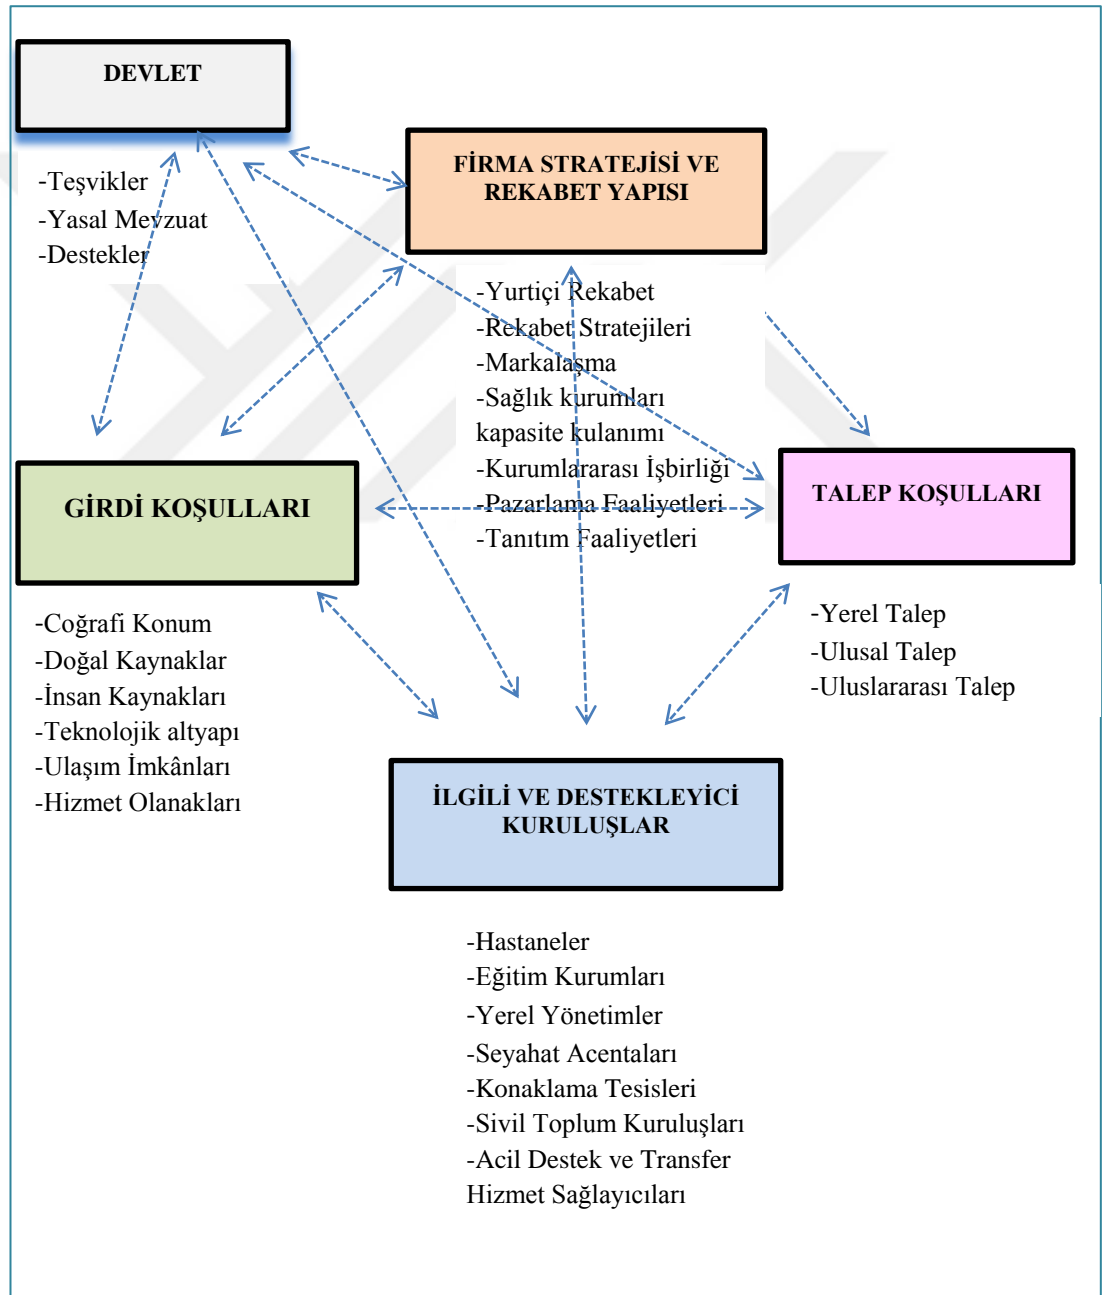 DEVLET
-Teşvikler
-Yasal Mevzuat
-Destekler
FİRMA STRATEJİSİ VE
REKABET YAPISI
-Yurtiçi Rekabet
-Rekabet Stratejileri
-Markalaşma
-Sağlık kurumları
kapasite kulanımı
-Kurumlararası İşbirliği
-Pazarlama Faaliyetleri
-Tanıtım Faaliyetleri
GİRDİ KOŞULLARI
-Coğrafi Konum
-Doğal Kaynaklar
-İnsan Kaynakları
-Teknolojik altyapı
-Ulaşım İmkânları
-Hizmet Olanakları
TALEP KOŞULLARI
-Yerel Talep
-Ulusal Talep
-Uluslararası Talep
İLGİLİ VE DESTEKLEYİCİ
KURULUŞLAR
-Hastaneler
-Eğitim Kurumları
-Yerel Yönetimler
-Seyahat Acentaları
-Konaklama Tesisleri
-Sivil Toplum Kuruluşları
-Acil Destek ve Transfer
Hizmet Sağlayıcıları